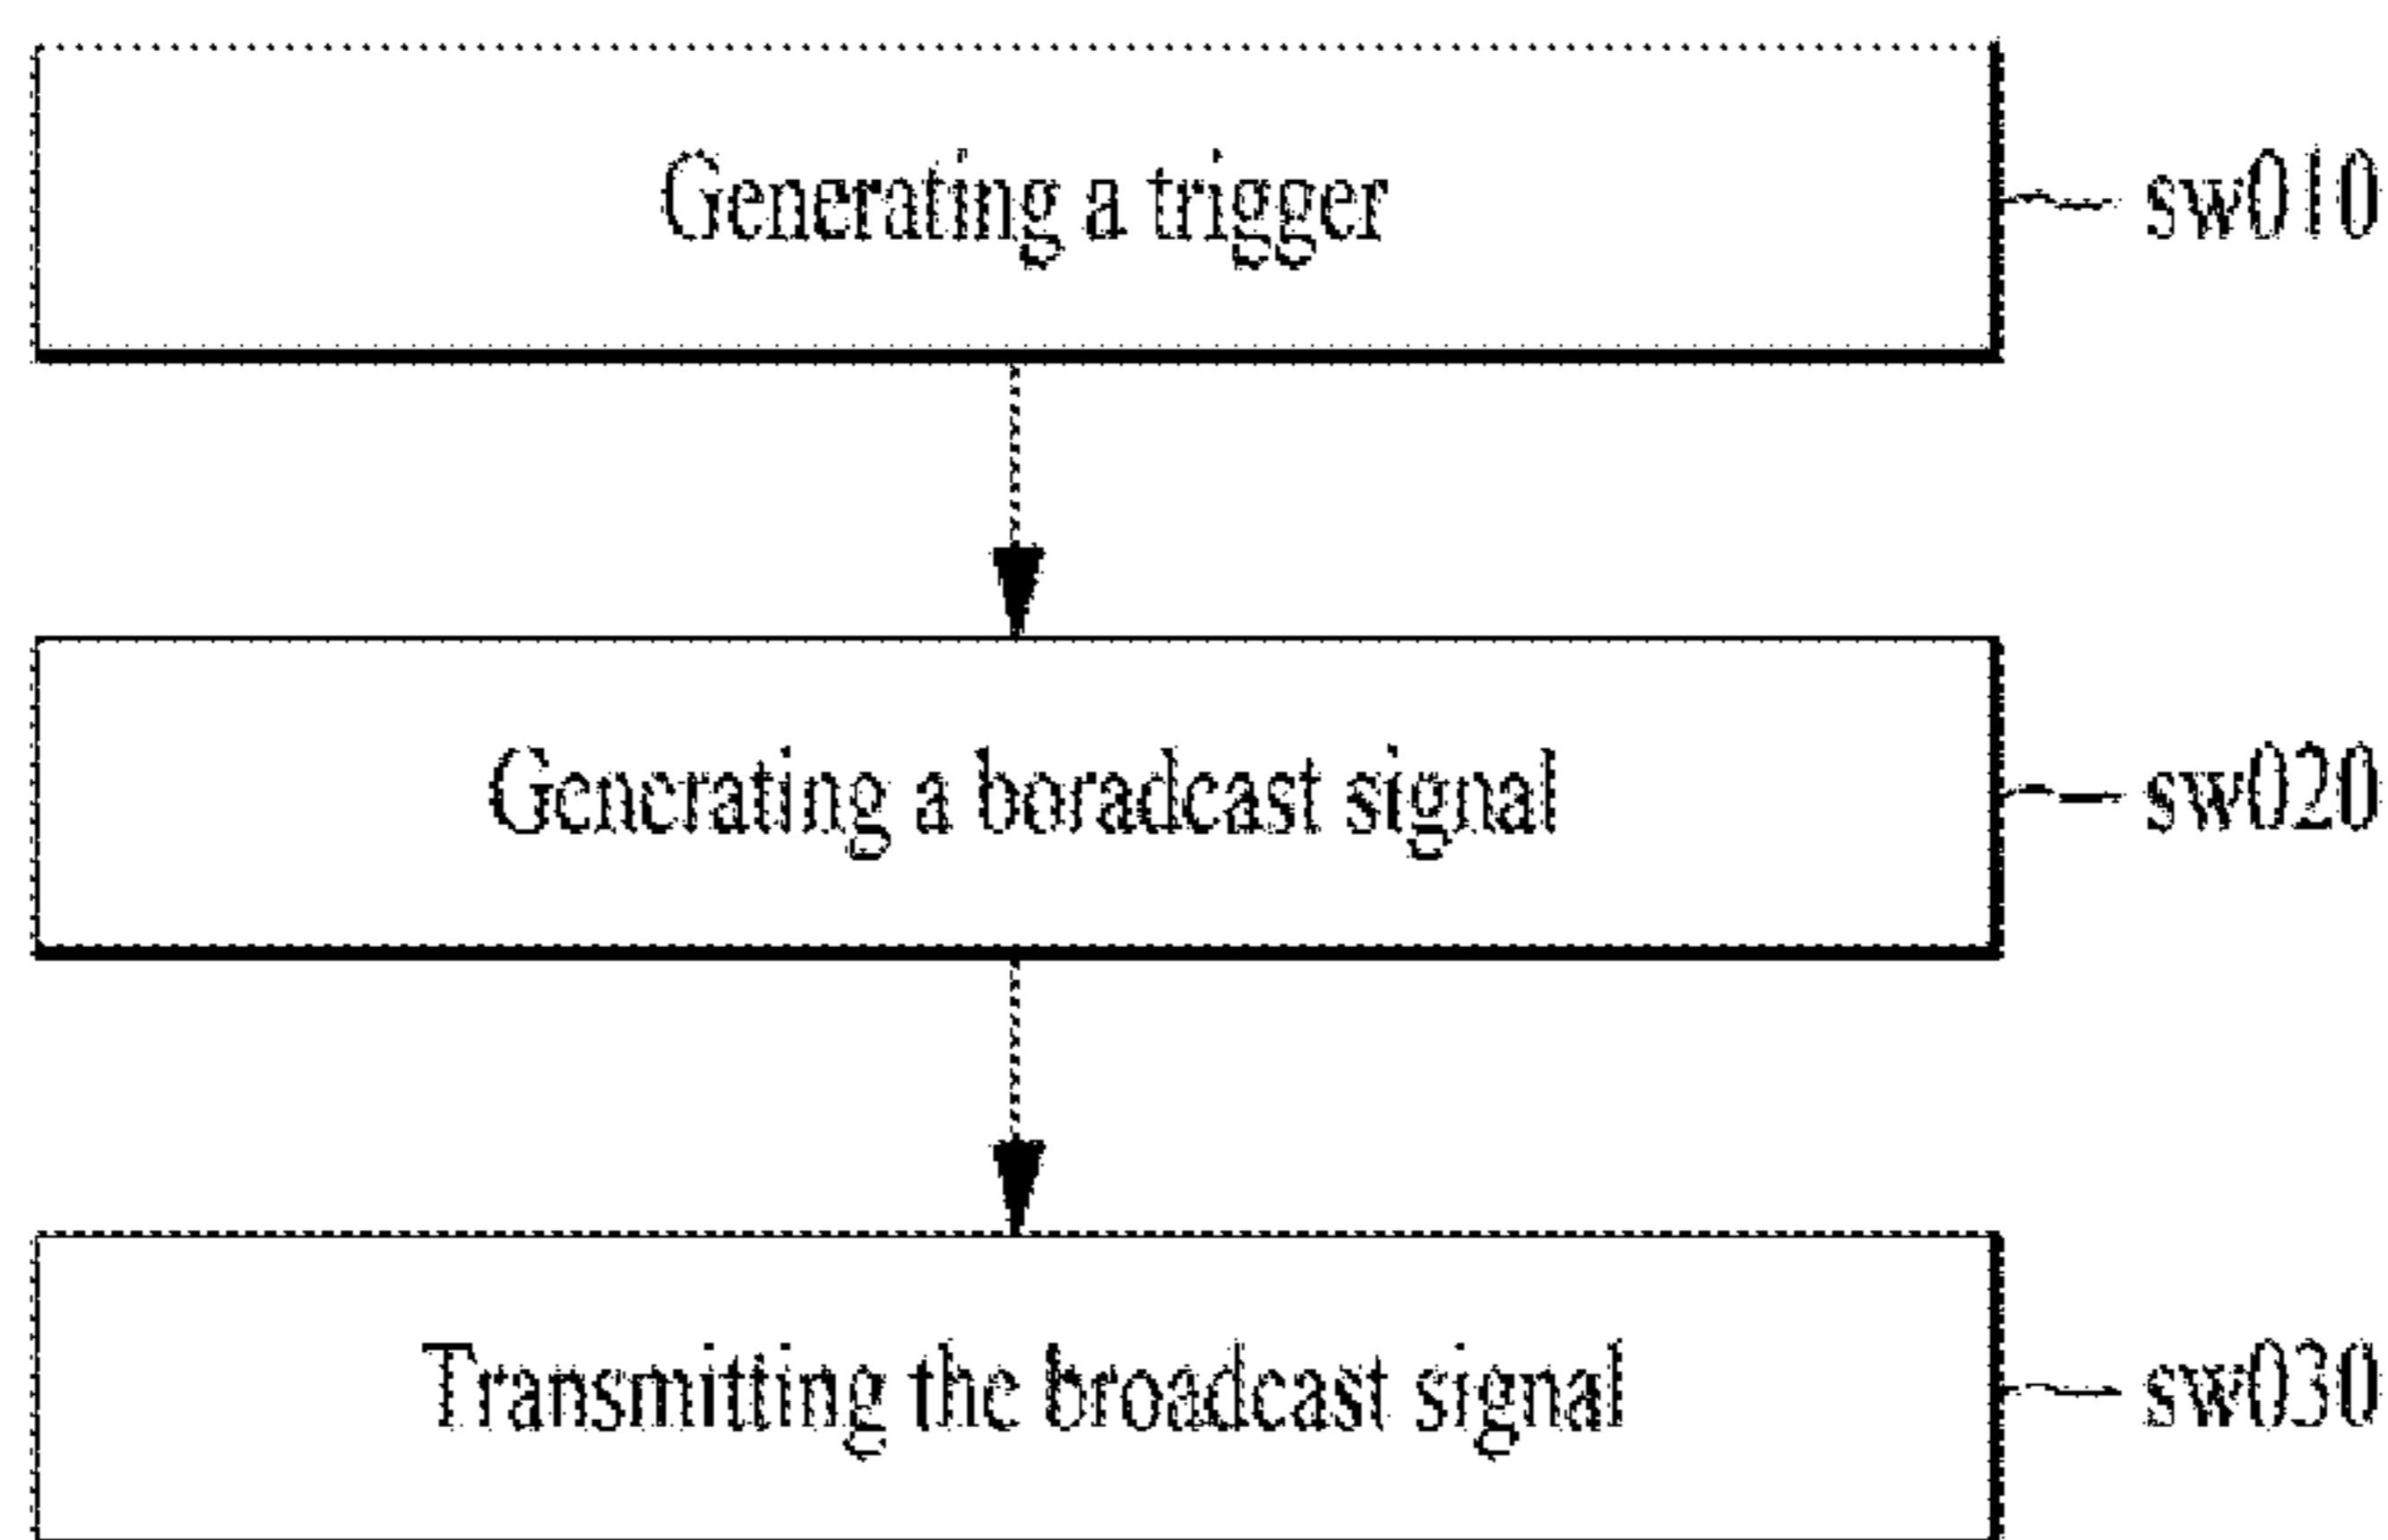 Generating a trigger
sw010
Generating a boradcast signal
sw020
Transmitting the broadcast signal
sw030